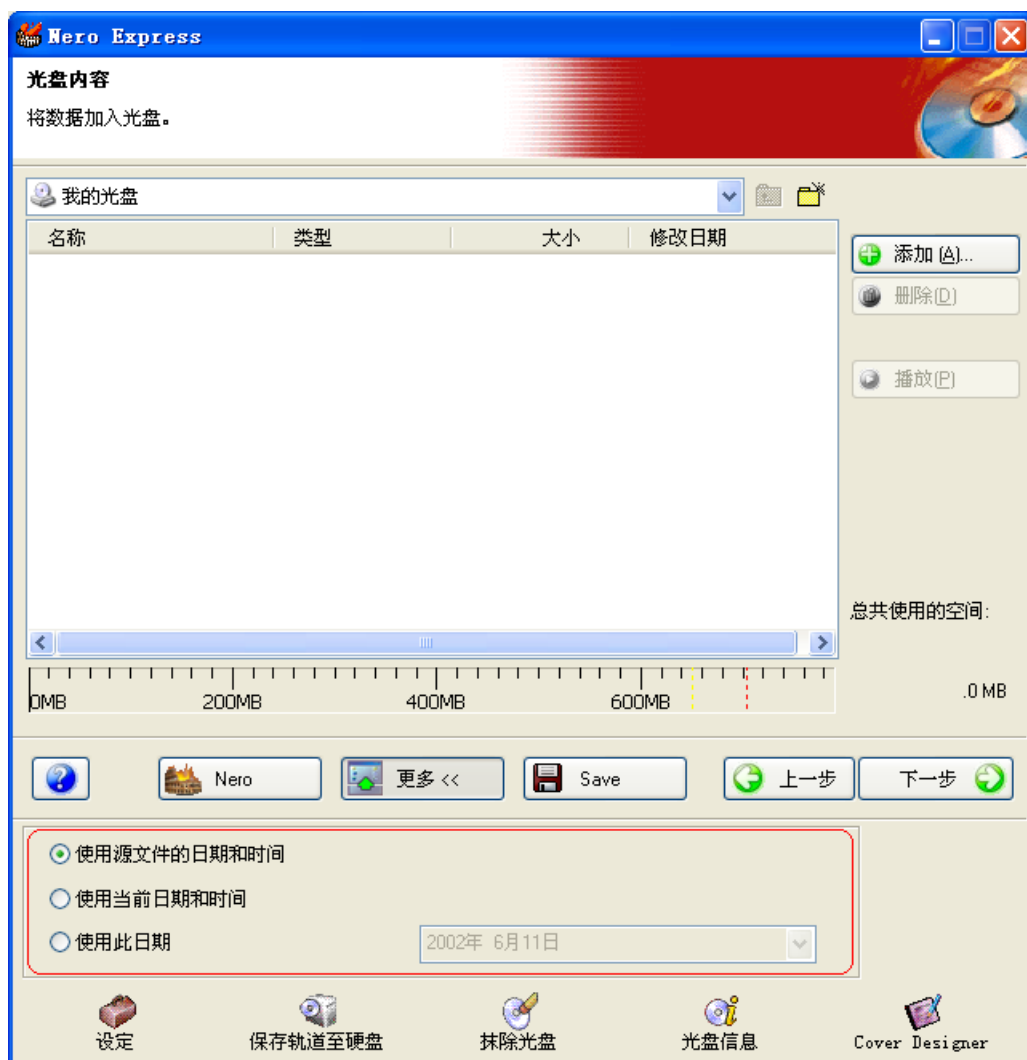 Nero Express
光盘内容
将数据加入光盘。
我的光盘
名称 类型 大小 修改日期
添加(A)...
删除(D)
播放(P)
总共使用的空间:
0MB 200MB 400MB 600MB .0 MB
Nero 更多 << Save 上一步 下一步
使用源文件的日期和时间
使用当前日期和时间
使用此日期 2002年 6月11日
设定 保存轨道至硬盘 抹除光盘 光盘信息 Cover Designer